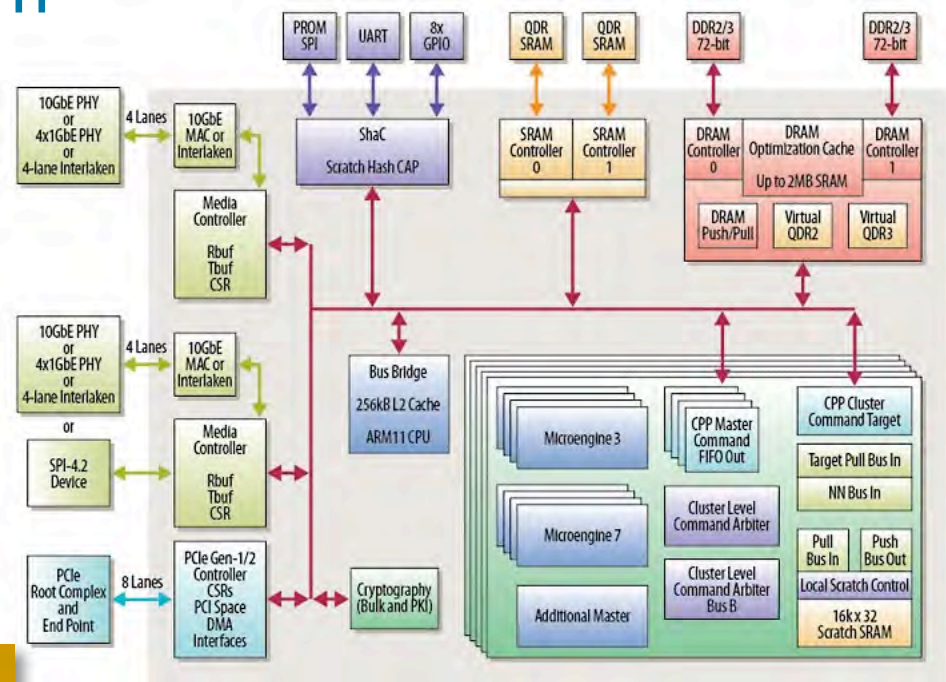 PROM
SPI
UART
8x
GPIO
QDR
SRAM
QDR
SRAM
DDR2/3
72-bit
DDR2/3
72-bit
10GbE PHY
or
4x1GbE PHY
or
4-lane Interlaken
4 Lanes
10GbE
MAC or
Interlaken
ShaC
Scratch Hash CAP
SRAM
Controller
0
SRAM
Controller
1
DRAM
Controller
0
DRAM
Optimization Cache
Up to 2MB SRAM
DRAM
Controller
1
DRAM
Push/Pull
Virtual
QDR2
Virtual
QDR3
Media
Controller
Rbuf
Tbuf
CSR
10GbE PHY
or
4x1GbE PHY
or
4-lane Interlaken
4 Lanes
10GbE
MAC or
Interlaken
or
SPI-4.2
Device
Media
Controller
Rbuf
Tbuf
CSR
Bus Bridge
256kB L2 Cache
ARM11 CPU
Microengine 3
CPP Master
Command
FIFO Out
CPP Cluster
Command Target
Target Pull Bus In
NN Bus In
Microengine 7
Cluster Level
Command Arbiter
Pull
Bus In
Push
Bus Out
Local Scratch Control
16k x 32
Scratch SRAM
Additional Master
Cluster Level
Command Arbiter
Bus B
PCIe
Root Complex
and
End Point
8 Lanes
PCIe Gen-1/2
Controller
CSRs
PCI Space
DMA
Interfaces
Cryptography
(Bulk and PKI)